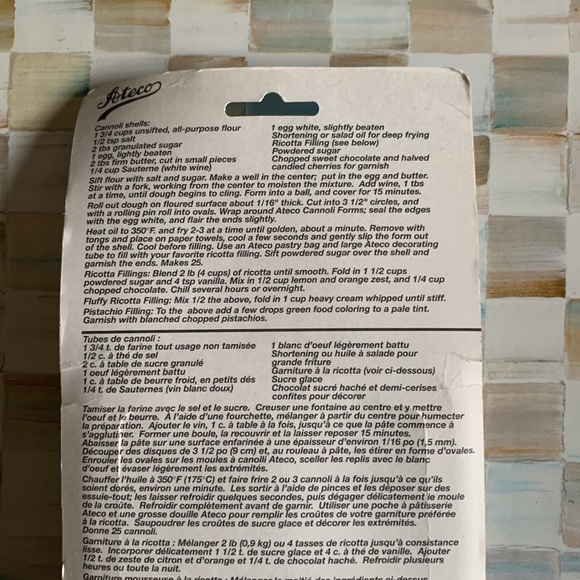 Ateco
Cannoli shells:
1 3/4 cups unsifted, all-purpose flour
1/2 tsp salt
2 tbs granulated sugar
1 egg, lightly beaten
2 tbs firm butter, cut in small pieces
1/4 cup Sauterne (white wine)
1 egg white, slightly beaten
Shortening or salad oil for deep frying
Ricotta Filling (see below)
Powdered sugar
Chopped sweet chocolate and halved
candied cherries for garnish
Sift flour with salt and sugar. Make a well in the center; put in the egg and butter.
Stir with a fork, working from the center to moisten the mixture. Add wine, 1 tbs
at a time, until dough begins to cling. Form into a ball, and cover for 15 minutes.
Roll out dough on floured surface about 1/16" thick. Cut into 3 1/2" circles, and
with a rolling pin roll into ovals. Wrap around Ateco Cannoli Forms; seal the edges
with the egg white, and flair the ends slightly.
Heat oil to 350°F. and fry 2-3 at a time until golden, about a minute. Remove with
tongs and place on paper towels, cool a few seconds and gently slip the form out
of the shell. Cool before filling. Use an Ateco pastry bag and large Ateco decorating
tube to fill with your favorite ricotta filling. Sift powdered sugar over the shell and
garnish the ends. Makes 25.
Ricotta Fillings: Blend 2 lb (4 cups) of ricotta until smooth. Fold in 1 1/2 cups
powdered sugar and 4 tsp vanilla. Mix in 1/2 cup lemon and orange zest, and 1/4 cup
chopped chocolate. Chill several hours or overnight.
Fluffy Ricotta Filling: Mix 1/2 the above, fold in 1 cup heavy cream whipped until stiff.
Pistachio Filling: To the above add a few drops green food coloring to a pale tint.
Garnish with blanched chopped pistachios.
Tubes de cannoli :
1 3/4 t. de farine tout usage non tamisée
1/2 c. à thé de sel
2 c. à table de sucre granulé
1 oeuf légèrement battu
1 c. à table de beurre froid, en petits dés
1/4 t. de Sauternes (vin blanc doux)
1 blanc d'oeuf légèrement battu
Shortening ou huile à salade pour
grande friture
Garniture à la ricotta (voir ci-dessous)
Sucre glace
Chocolat sucré haché et demi-cerises
confites pour décorer
Tamiser la farine avec le sel et le sucre. Creuser une fontaine au centre et y mettre
l'oeuf et le beurre. A l'aide d'une fourchette, mélanger à partir du centre pour humecter
la préparation. Ajouter le vin, 1 c. à table à la fois, jusqu'à ce que la pâte commence à
s'agglutiner. Former une boule, la recouvrir et la laisser reposer 15 minutes.
Abaisser la pâte sur une surface enfarinée à une épaisseur d'environ 1/16 po (1,5 mm).
Découper des disques de 3 1/2 po (9 cm) et, au rouleau à pâte, les étirer en forme d'ovales.
Enrouler les ovales sur les moules à cannoli Ateco, sceller les replis avec le blanc
d'oeuf et évaser légèrement les extrémités.
Chauffer l'huile à 350°F (175°C) et faire frire 2 ou 3 cannoli à la fois jusqu'à ce qu'ils
soient dorés, environ une minute. Les sortir à l'aide de pinces et les déposer sur des
essuie-tout; les laisser refroidir quelques secondes, puis dégager délicatement le moule
de la croûte. Refroidir complètement avant de garnir. Utiliser une poche à pâtisserie
Ateco et une grosse douille Ateco pour remplir les croûtes de votre garniture préférée
à la ricotta. Saupoudrer les croûtes de sucre glace et décorer les extrémités.
Donne 25 cannoli.
Garniture à la ricotta : Mélanger 2 lb (0,9 kg) ou 4 tasses de ricotta jusqu'à consistance
lisse. Incorporer délicatement 1 1/2 t. de sucre glace et 4 c. à thé de vanille. Ajouter
1/2 t. de zeste de citron et d'orange et 1/4 t. de chocolat haché. Refroidir plusieurs
heures ou toute la nuit.
Garniture mousseuse à la ricotta : Mélanger la moitié des ingrédients ci-dessus